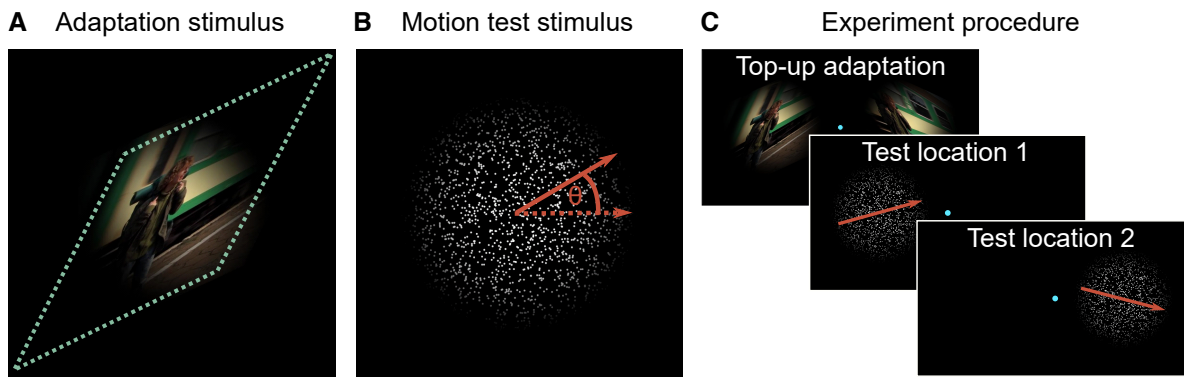 A Adaptation stimulus
B Motion test stimulus
θ
C Experiment procedure
Top-up adaptation
Test location 1
Test location 2